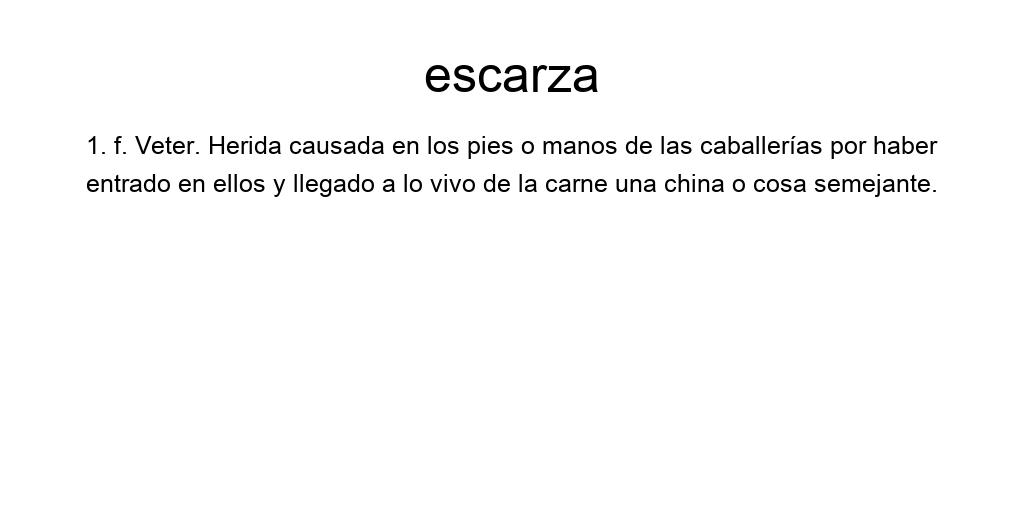 escarza
1. f. Veter. Herida causada en los pies o manos de las caballerías por haber
entrado en ellos y llegado a lo vivo de la carne una china o cosa semejante.